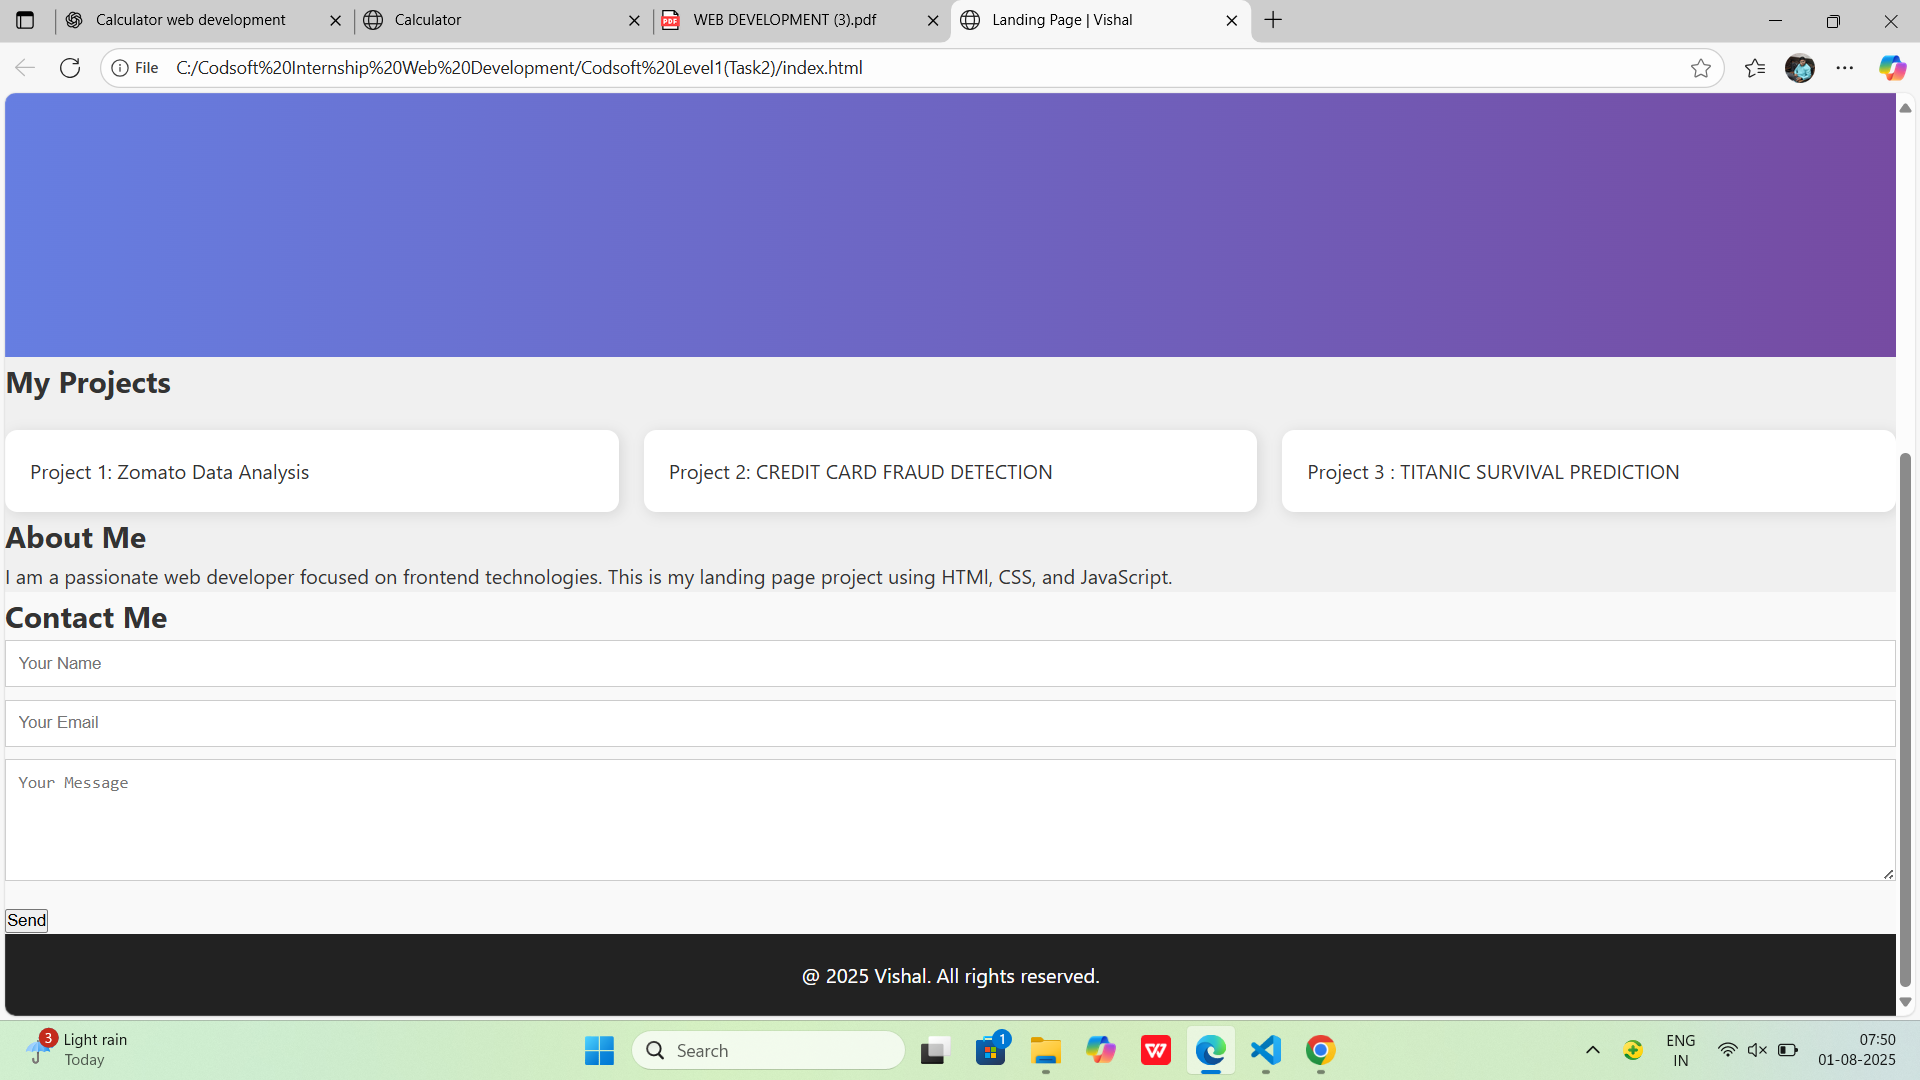 Calculator web development
Calculator
WEB DEVELOPMENT (3).pdf
Landing Page | Vishal
File
C:/Codsoft%20Internship%20Web%20Development/Codsoft%20Level1(Task2)/index.html
My Projects
Project 1: Zomato Data Analysis
Project 2: CREDIT CARD FRAUD DETECTION
Project 3 : TITANIC SURVIVAL PREDICTION
About Me
I am a passionate web developer focused on frontend technologies. This is my landing page project using HTMl, CSS, and JavaScript.
Contact Me
Your Name
Your Email
Your Message
Send
@ 2025 Vishal. All rights reserved.
3
Light rain
Today
Search
1
ENG
IN
07:50
01-08-2025